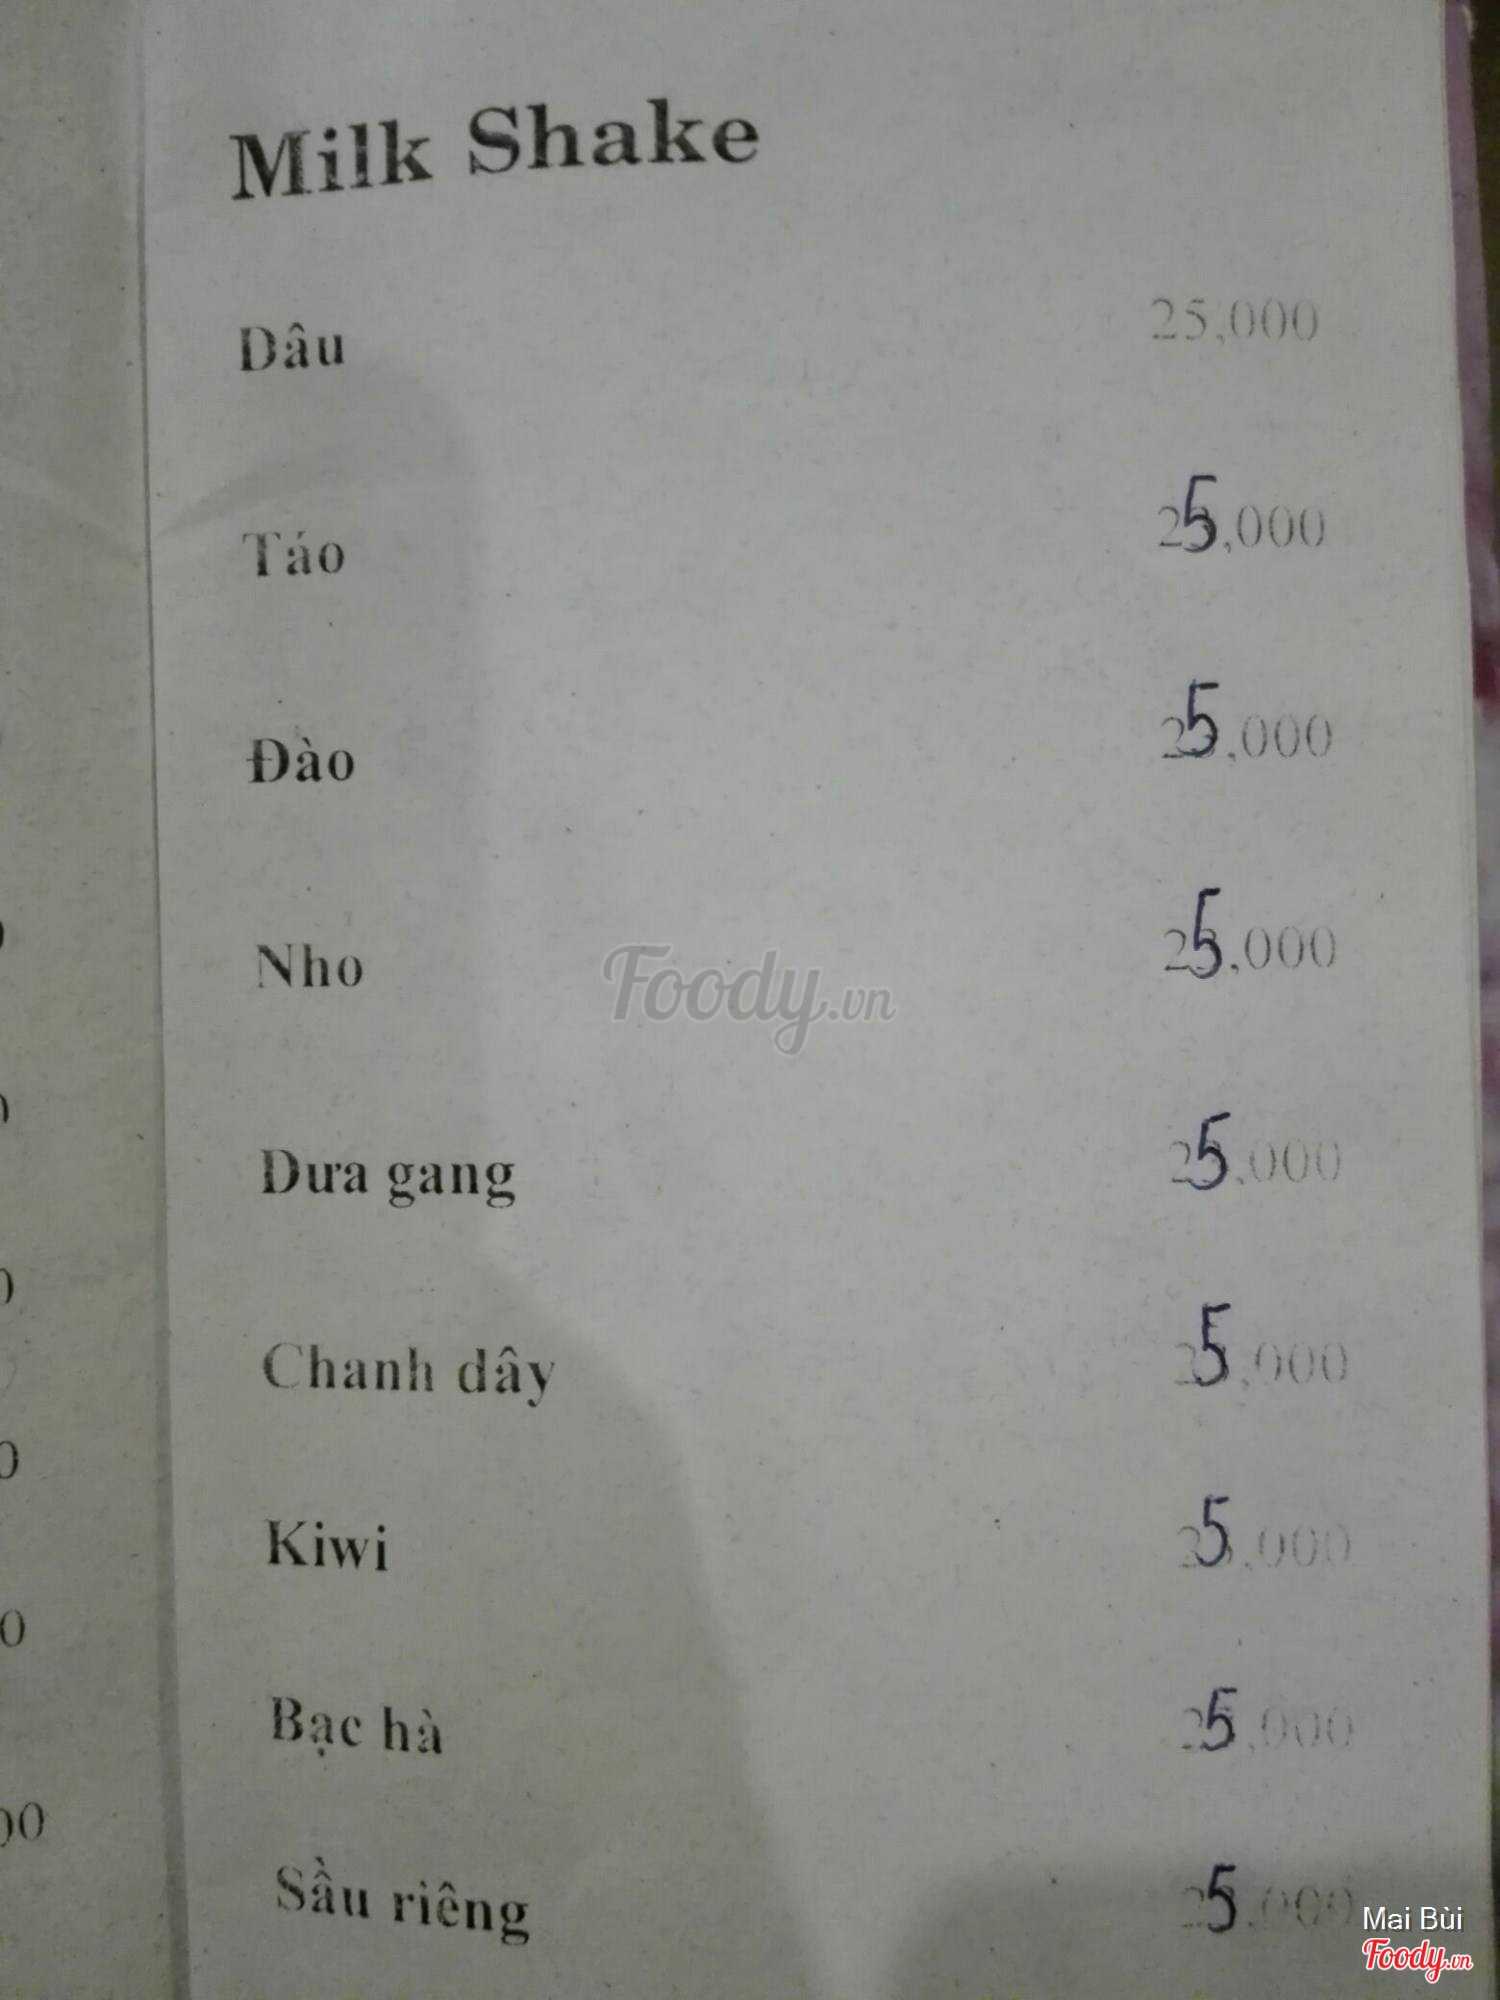 Milk Shake
Dâu 25,000
Táo 25,000
Đào 25,000
Nho 25,000
Foody.vn
Dưa gang 25,000
Chanh dây 25,000
Kiwi 25,000
Bạc hà 25,000
Sầu riêng 25,000
Mai Bùi
Foody.vn